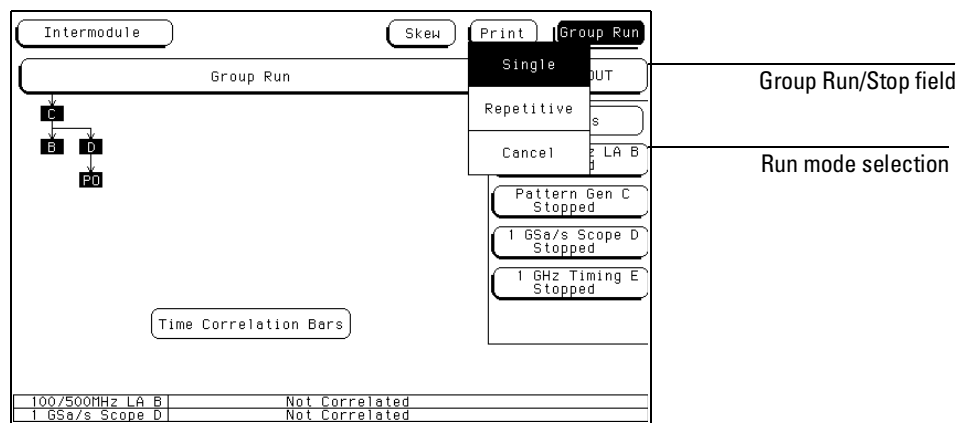 Intermodule Skew Print Group Run
Group Run
Single
Repetitive
Cancel
OUT
s
z LA B
C
B D
PO
Pattern Gen C
Stopped
1 GSa/s Scope D
Stopped
1 GHz Timing E
Stopped
Time Correlation Bars
100/500MHz LA B Not Correlated
1 GSa/s Scope D Not Correlated
Group Run/Stop field
Run mode selection